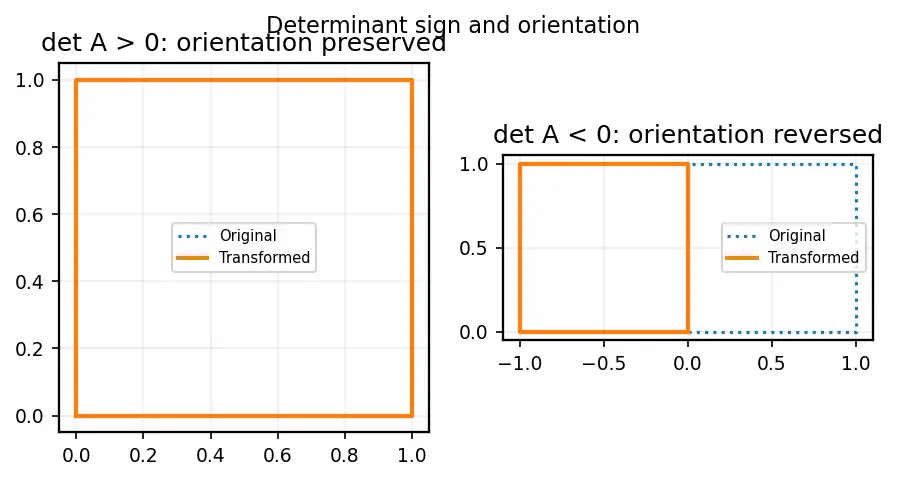 Determinant sign and orientation
det A > 0: orientation preserved
1.0
0.8
0.6
0.4
0.2
0.0
Original
Transformed
0.0 0.2 0.4 0.6 0.8 1.0
det A < 0: orientation reversed
1.0
0.5
0.0
Original
Transformed
−1.0 −0.5 0.0 0.5 1.0